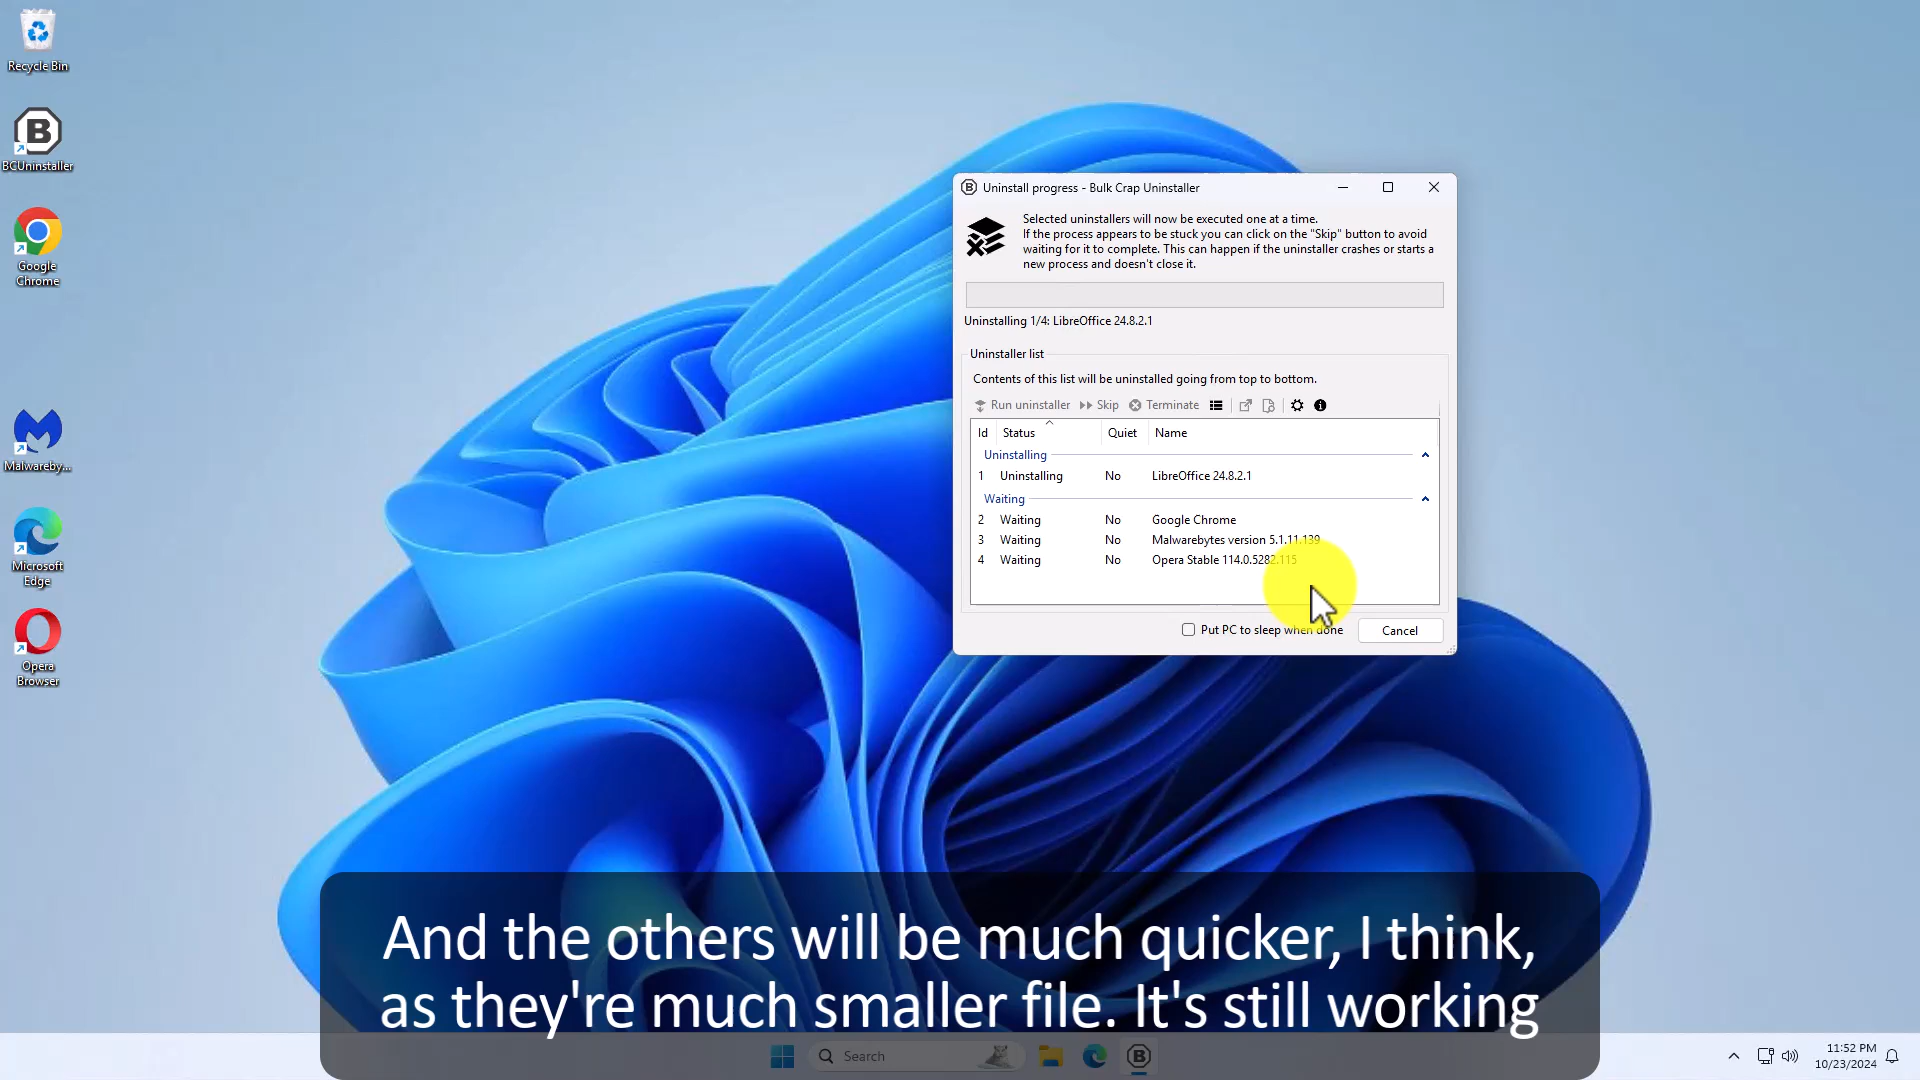 Recycle Bin
BCUninstaller
Google
Chrome
Malwareby...
Microsoft
Edge
Opera
Browser
Uninstall progress - Bulk Crap Uninstaller
Selected uninstallers will now be executed one at a time.
If the process appears to be stuck you can click on the "Skip" button to avoid
waiting for it to complete. This can happen if the uninstaller crashes or starts a
new process and doesn't close it.
Uninstalling 1/4: LibreOffice 24.8.2.1
Uninstaller list
Contents of this list will be uninstalled going from top to bottom.
Run uninstaller Skip Terminate
Id Status Quiet Name
Uninstalling
1 Uninstalling No LibreOffice 24.8.2.1
Waiting
2 Waiting No Google Chrome
3 Waiting No Malwarebytes version 5.1.11.139
4 Waiting No Opera Stable 114.0.5282.115
Put PC to sleep when done Cancel
And the others will be much quicker, I think,
as they're much smaller file. It's still working
Search
11:52 PM
10/23/2024